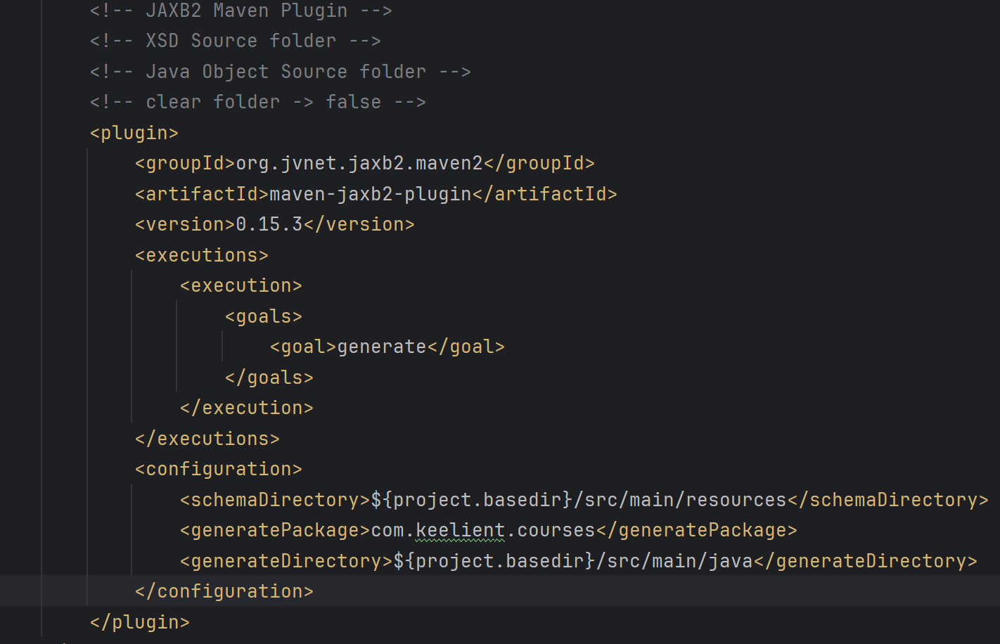 <!-- JAXB2 Maven Plugin -->
<!-- XSD Source folder -->
<!-- Java Object Source folder -->
<!-- clear folder -> false -->
<plugin>
<groupId>org.jvnet.jaxb2.maven2</groupId>
<artifactId>maven-jaxb2-plugin</artifactId>
<version>0.15.3</version>
<executions>
<execution>
<goals>
<goal>generate</goal>
</goals>
</execution>
</executions>
<configuration>
<schemaDirectory>${project.basedir}/src/main/resources</schemaDirectory>
<generatePackage>com.keelient.courses</generatePackage>
<generateDirectory>${project.basedir}/src/main/java</generateDirectory>
</configuration>
</plugin>